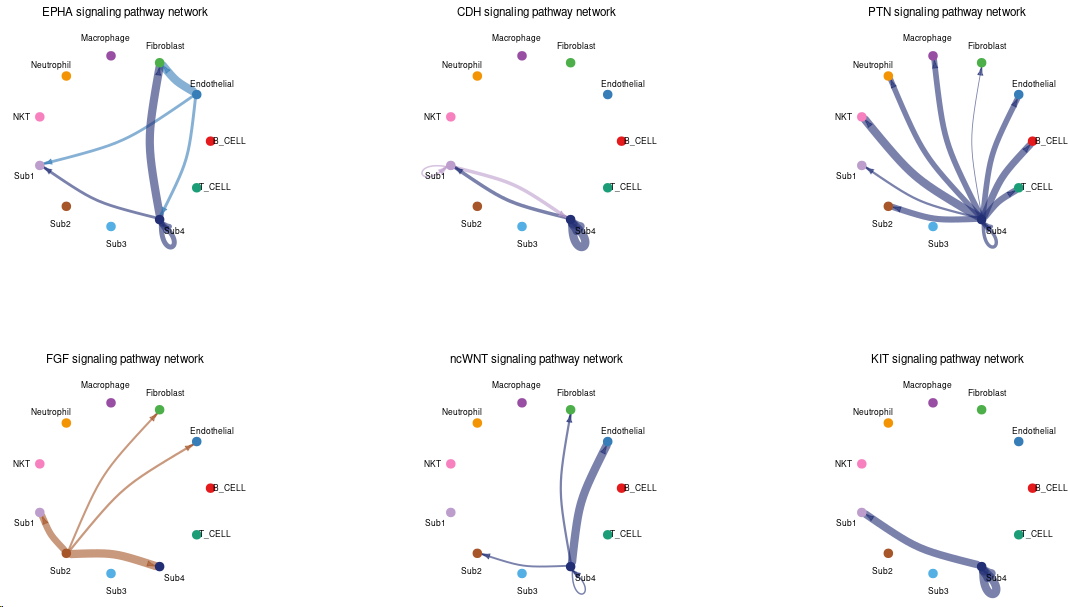 EPHA signaling pathway network
Macrophage
Fibroblast
Neutrophil
Endothelial
NKT
B_CELL
Sub1
T_CELL
Sub2
Sub4
Sub3
CDH signaling pathway network
Macrophage
Fibroblast
Neutrophil
Endothelial
NKT
B_CELL
Sub1
T_CELL
Sub2
Sub4
Sub3
PTN signaling pathway network
Macrophage
Fibroblast
Neutrophil
Endothelial
NKT
B_CELL
Sub1
T_CELL
Sub2
Sub4
Sub3
FGF signaling pathway network
Macrophage
Fibroblast
Neutrophil
Endothelial
NKT
B_CELL
Sub1
T_CELL
Sub2
Sub4
Sub3
ncWNT signaling pathway network
Macrophage
Fibroblast
Neutrophil
Endothelial
NKT
B_CELL
Sub1
T_CELL
Sub2
Sub4
Sub3
KIT signaling pathway network
Macrophage
Fibroblast
Neutrophil
Endothelial
NKT
B_CELL
Sub1
T_CELL
Sub2
Sub4
Sub3